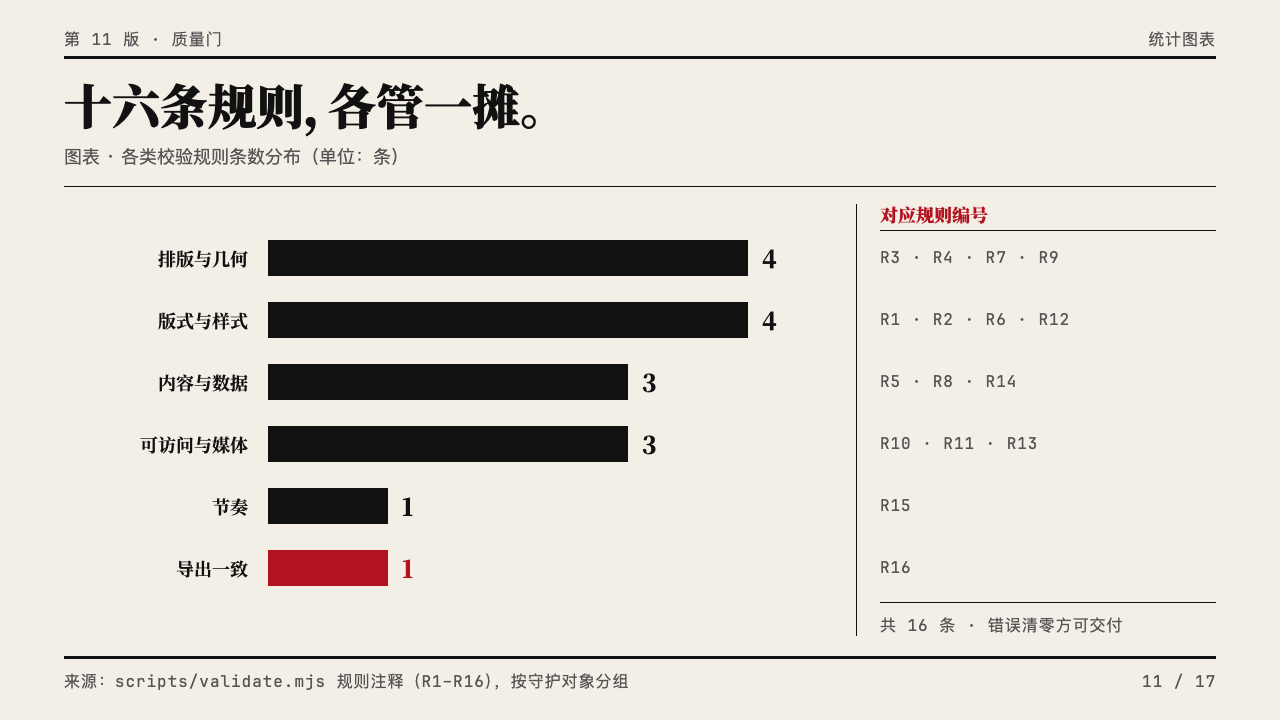 第 11 版 · 质量门
统计图表
十六条规则, 各管一摊。
图表 · 各类校验规则条数分布（单位：条）
对应规则编号
排版与几何 4 R3 · R4 · R7 · R9
版式与样式 4 R1 · R2 · R6 · R12
内容与数据 3 R5 · R8 · R14
可访问与媒体 3 R10 · R11 · R13
节奏 1 R15
导出一致 1 R16
共 16 条 · 错误清零方可交付
来源：scripts/validate.mjs 规则注释（R1–R16），按守护对象分组
11 / 17